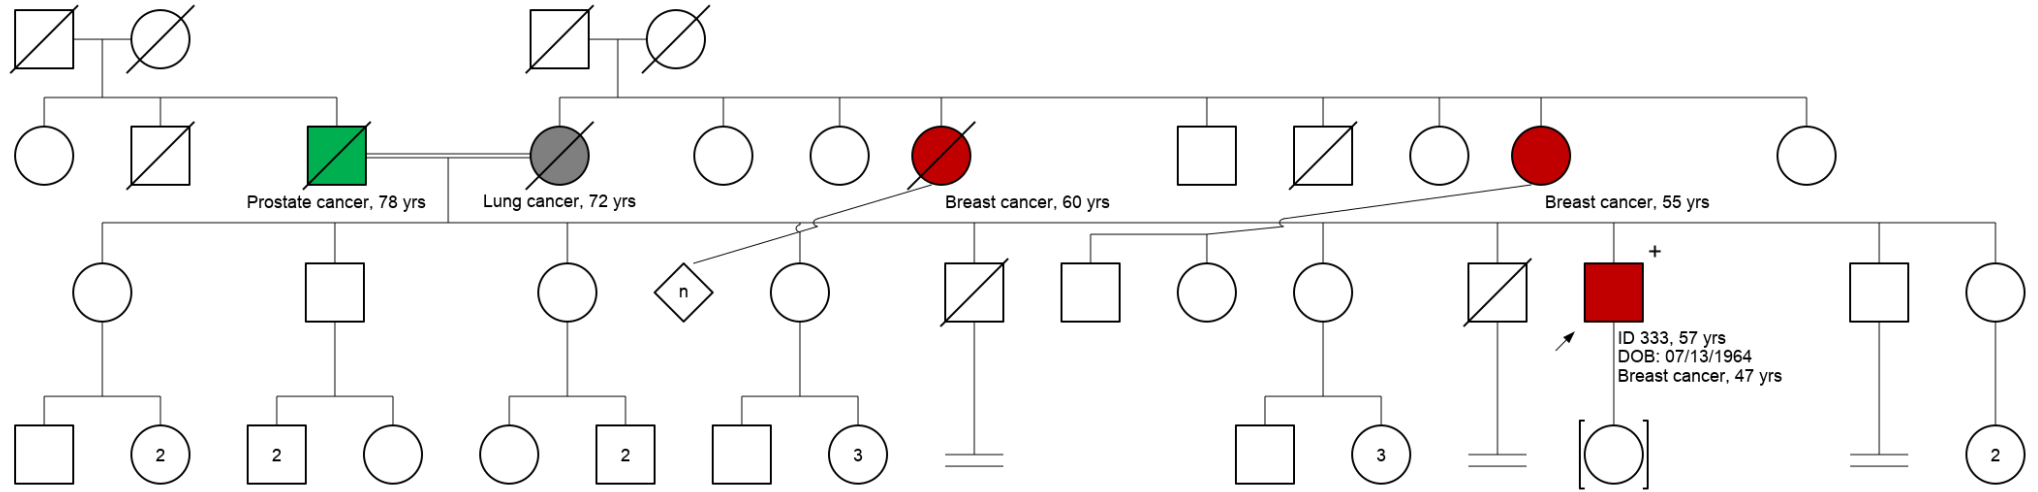 Prostate cancer, 78 yrs
Lung cancer, 72 yrs
Breast cancer, 60 yrs
Breast cancer, 55 yrs
+
n
ID 333, 57 yrs
DOB: 07/13/1964
Breast cancer, 47 yrs
2
2
2
3
3
2